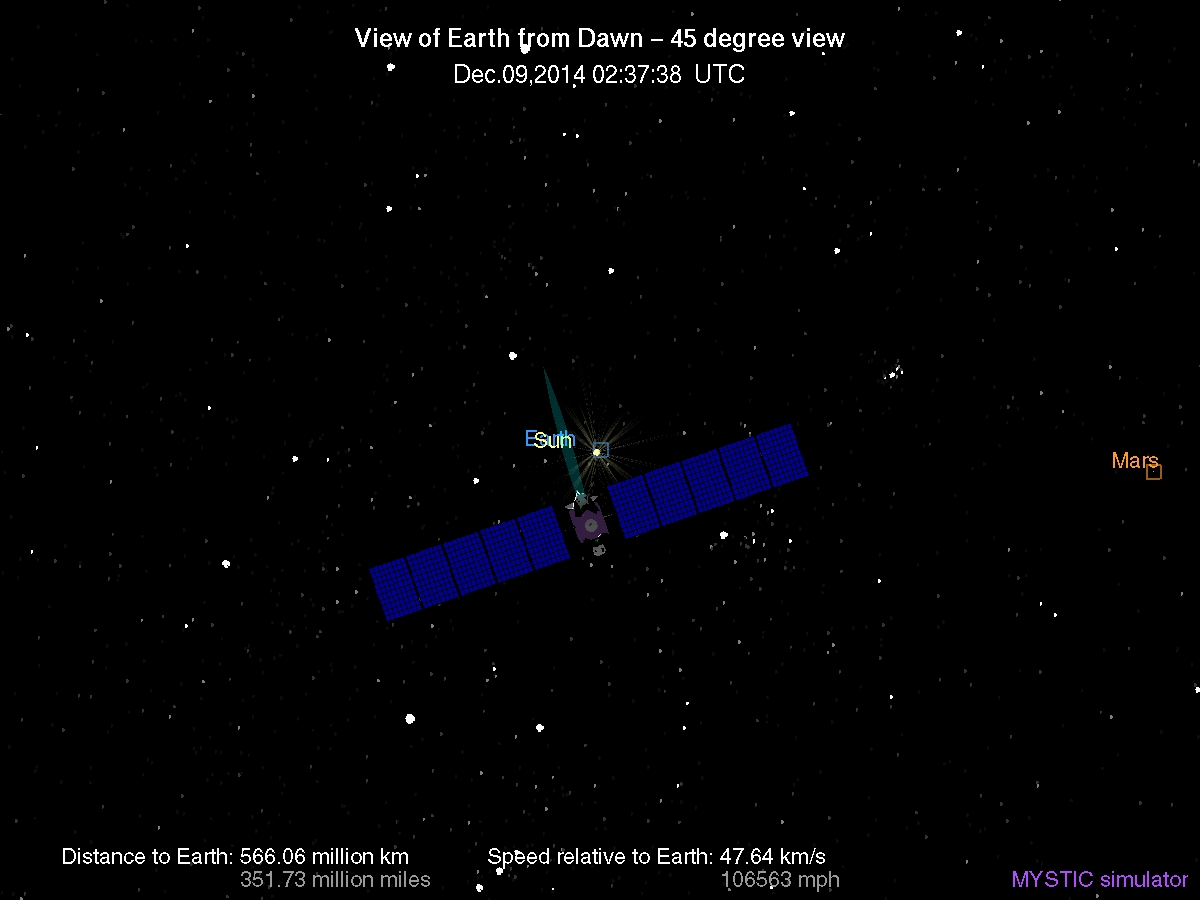 View of Earth from Dawn – 45 degree view
Dec.09,2014 02:37:38 UTC
Earth
Sun
Mars
Distance to Earth: 566.06 million km
351.73 million miles
Speed relative to Earth: 47.64 km/s
106563 mph
MYSTIC simulator